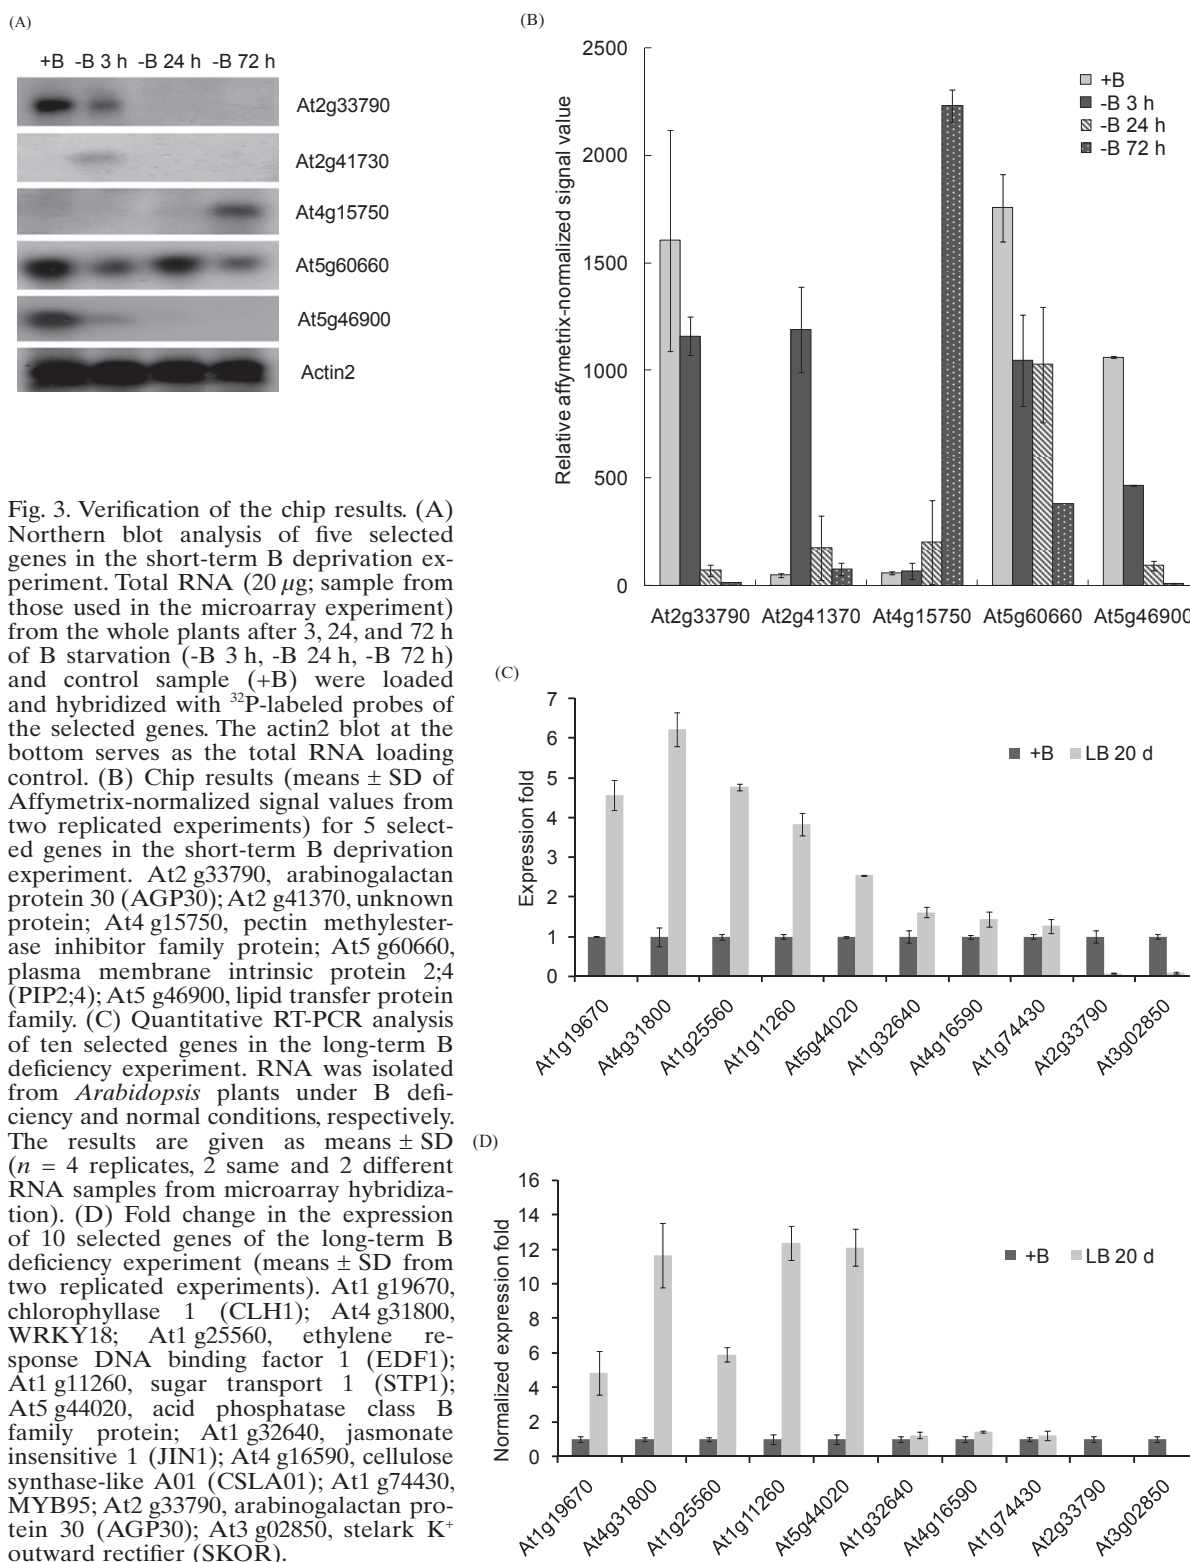 (A)
+B -B 3 h -B 24 h -B 72 h
At2g33790
At2g41730
At4g15750
At5g60660
At5g46900
Actin2
Fig. 3. Verification of the chip results. (A)
Northern blot analysis of five selected
genes in the short-term B deprivation ex-
periment. Total RNA (20 μg; sample from
those used in the microarray experiment)
from the whole plants after 3, 24, and 72 h
of B starvation (-B 3 h, -B 24 h, -B 72 h)
and control sample (+B) were loaded
and hybridized with ³²P-labeled probes of
the selected genes. The actin2 blot at the
bottom serves as the total RNA loading
control. (B) Chip results (means ± SD of
Affymetrix-normalized signal values from
two replicated experiments) for 5 select-
ed genes in the short-term B deprivation
experiment. At2 g33790, arabinogalactan
protein 30 (AGP30); At2 g41370, unknown
protein; At4 g15750, pectin methylester-
ase inhibitor family protein; At5 g60660,
plasma membrane intrinsic protein 2;4
(PIP2;4); At5 g46900, lipid transfer protein
family. (C) Quantitative RT-PCR analysis
of ten selected genes in the long-term B
deficiency experiment. RNA was isolated
from Arabidopsis plants under B defi-
ciency and normal conditions, respectively.
The results are given as means ± SD
(n = 4 replicates, 2 same and 2 different
RNA samples from microarray hybridiza-
tion). (D) Fold change in the expression
of 10 selected genes of the long-term B
deficiency experiment (means ± SD from
two replicated experiments). At1 g19670,
chlorophyllase 1 (CLH1); At4 g31800,
WRKY18; At1 g25560, ethylene re-
sponse DNA binding factor 1 (EDF1);
At1 g11260, sugar transport 1 (STP1);
At5 g44020, acid phosphatase class B
family protein; At1 g32640, jasmonate
insensitive 1 (JIN1); At4 g16590, cellulose
synthase-like A01 (CSLA01); At1 g74430,
MYB95; At2 g33790, arabinogalactan pro-
tein 30 (AGP30); At3 g02850, stelark K⁺
outward rectifier (SKOR).
(B)
Relative affymetrix-normalized signal value
2500
2000
1500
1000
500
0
+B
-B 3 h
-B 24 h
-B 72 h
At2g33790 At2g41370 At4g15750 At5g60660 At5g46900
(C)
Expression fold
7
6
5
4
3
2
1
0
+B LB 20 d
At1g19670
At4g31800
At1g25560
At1g11260
At5g44020
At1g32640
At4g16590
At1g74430
At2g33790
At3g02850
(D)
Normalized expression fold
16
14
12
10
8
6
4
2
0
+B LB 20 d
At1g19670
At4g31800
At1g25560
At1g11260
At5g44020
At1g32640
At4g16590
At1g74430
At2g33790
At3g02850